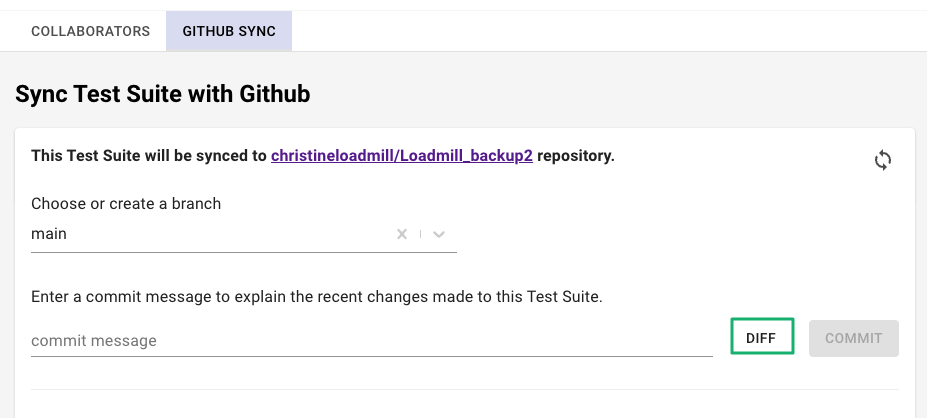 COLLABORATORS
GITHUB SYNC
Sync Test Suite with Github
This Test Suite will be synced to christineloadmill/Loadmill_backup2 repository.
Choose or create a branch
main
Enter a commit message to explain the recent changes made to this Test Suite.
commit message
DIFF
COMMIT